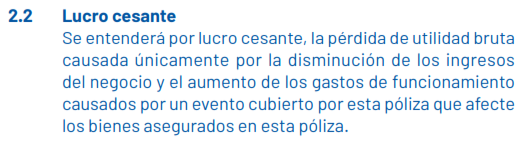 2.2 Lucro cesante
Se entenderá por lucro cesante, la pérdida de utilidad bruta
causada únicamente por la disminución de los ingresos
del negocio y el aumento de los gastos de funcionamiento
causados por un evento cubierto por esta póliza que afecte
los bienes asegurados en esta póliza.